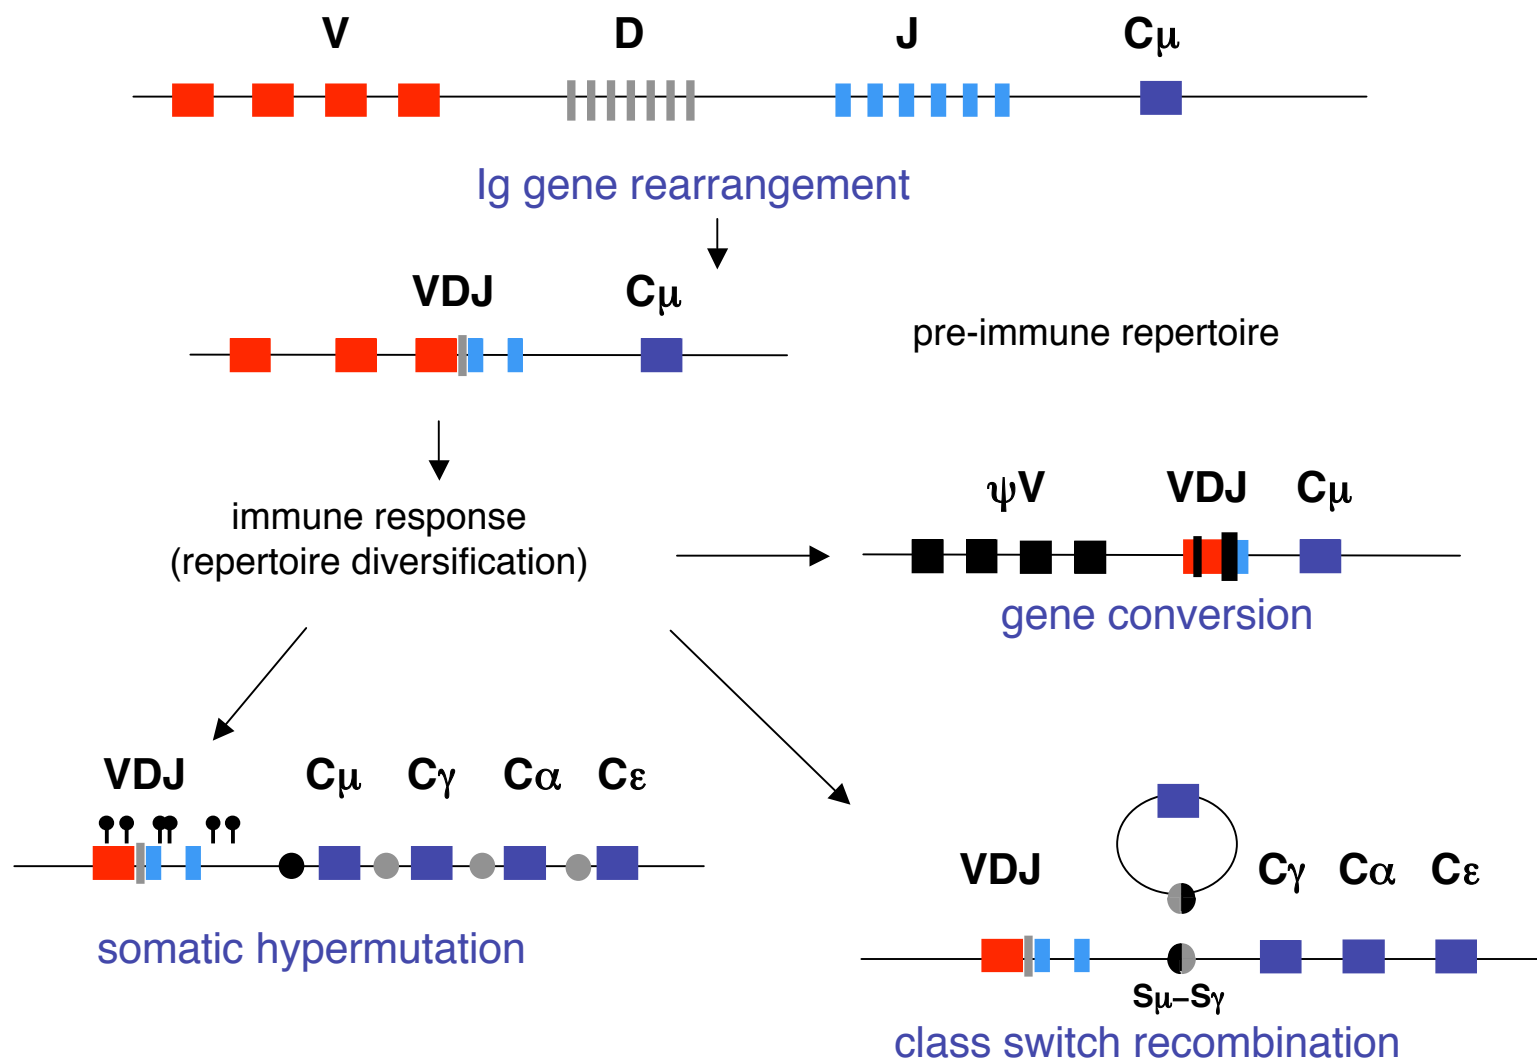 V D J Cμ
Ig gene rearrangement
VDJ Cμ
pre-immune repertoire
immune response
(repertoire diversification)
ψV VDJ Cμ
gene conversion
VDJ Cμ Cγ Cα Cε
somatic hypermutation
VDJ Cγ Cα Cε
Sμ–Sγ
class switch recombination